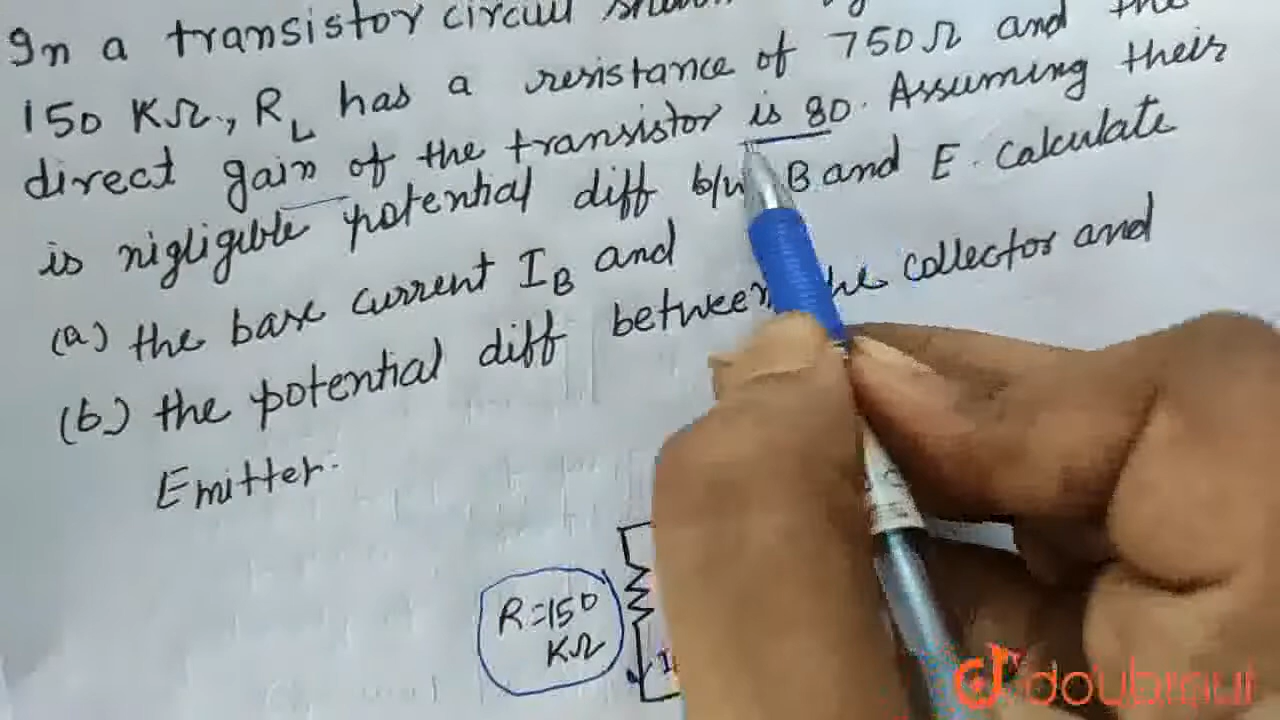 In a transistor circuit
150 KΩ, RL has a resistance of 750Ω and the
direct gain of the transistor is 80. Assuming their
is nigligible potential diff b/w B and E. Calculate
(a) the base current IB and
(b) the potential diff between the collector and
Emitter.
R=150
KΩ
doubtnut